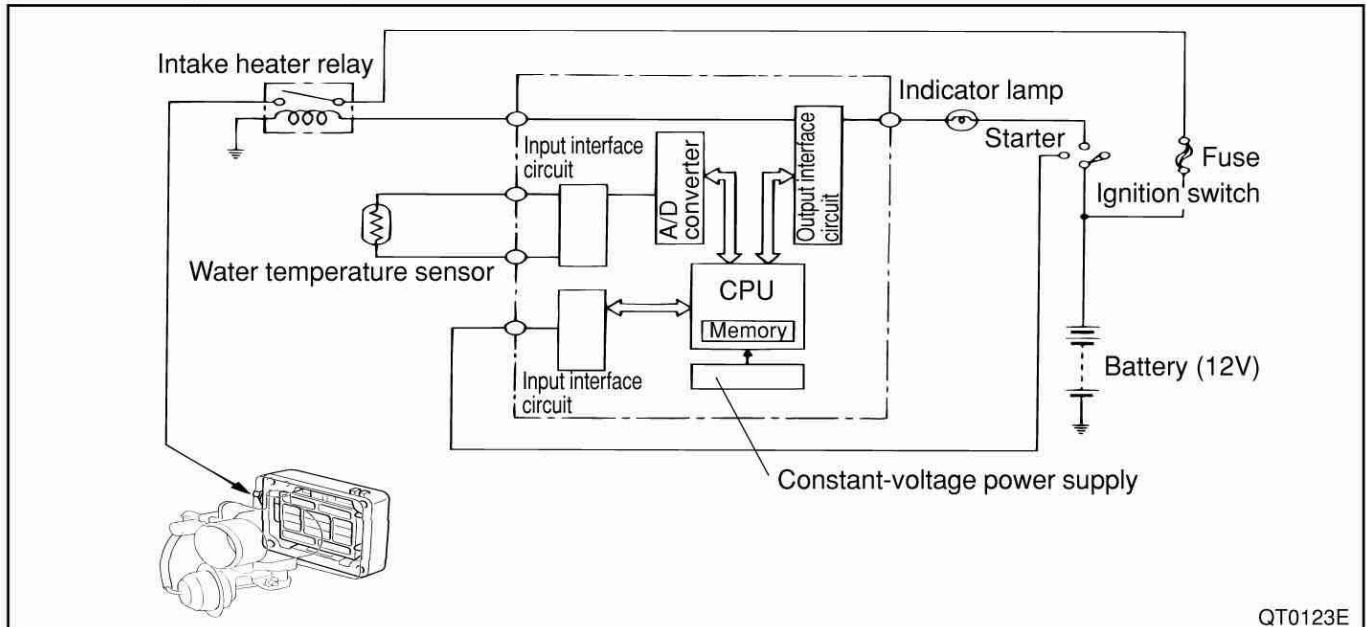 Intake heater relay
Indicator lamp
Input interface
circuit
A/D
converter
Output interface
circuit
Starter
Fuse
Ignition switch
Water temperature sensor
CPU
Memory
Input interface
circuit
Battery (12V)
Constant-voltage power supply
QT0123E